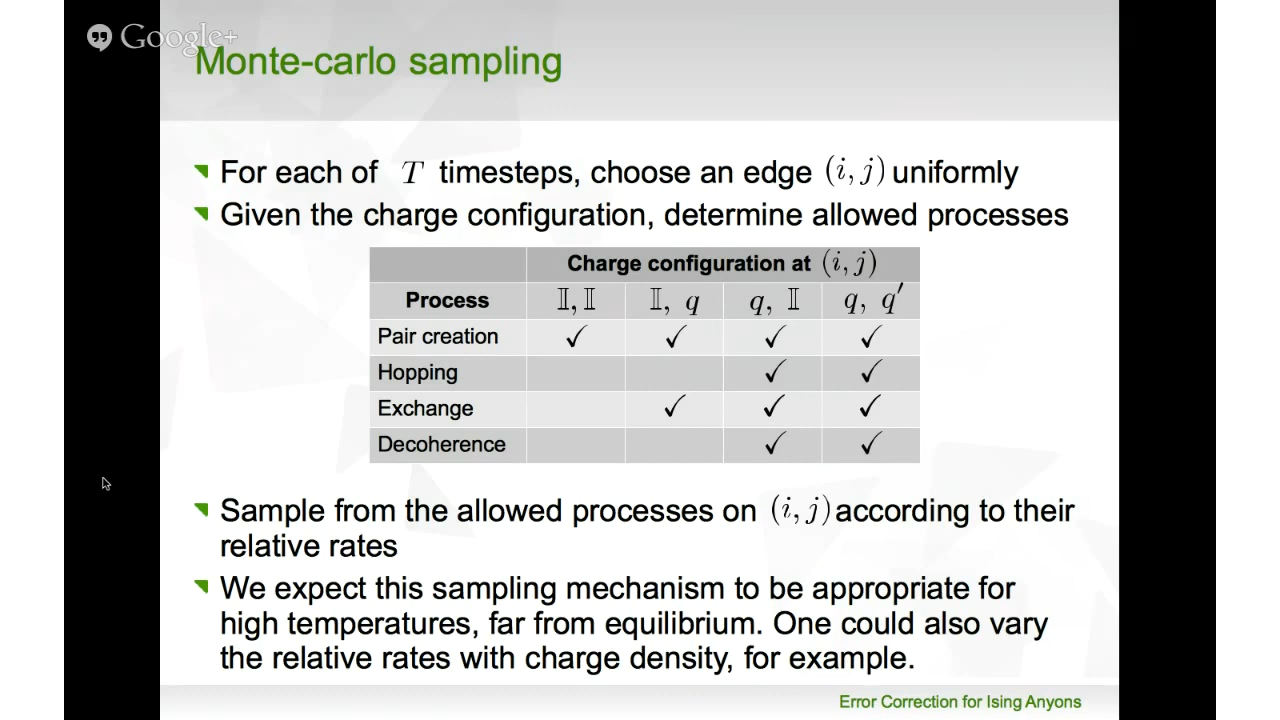 Google+
Monte-carlo sampling
For each of T timesteps, choose an edge (i, j) uniformly
Given the charge configuration, determine allowed processes
Charge configuration at (i, j)
Process 𝕀, 𝕀 𝕀, q q, 𝕀 q, q′
Pair creation ✓ ✓ ✓ ✓
Hopping ✓ ✓
Exchange ✓ ✓ ✓
Decoherence ✓ ✓
Sample from the allowed processes on (i, j) according to their
relative rates
We expect this sampling mechanism to be appropriate for
high temperatures, far from equilibrium. One could also vary
the relative rates with charge density, for example.
Error Correction for Ising Anyons